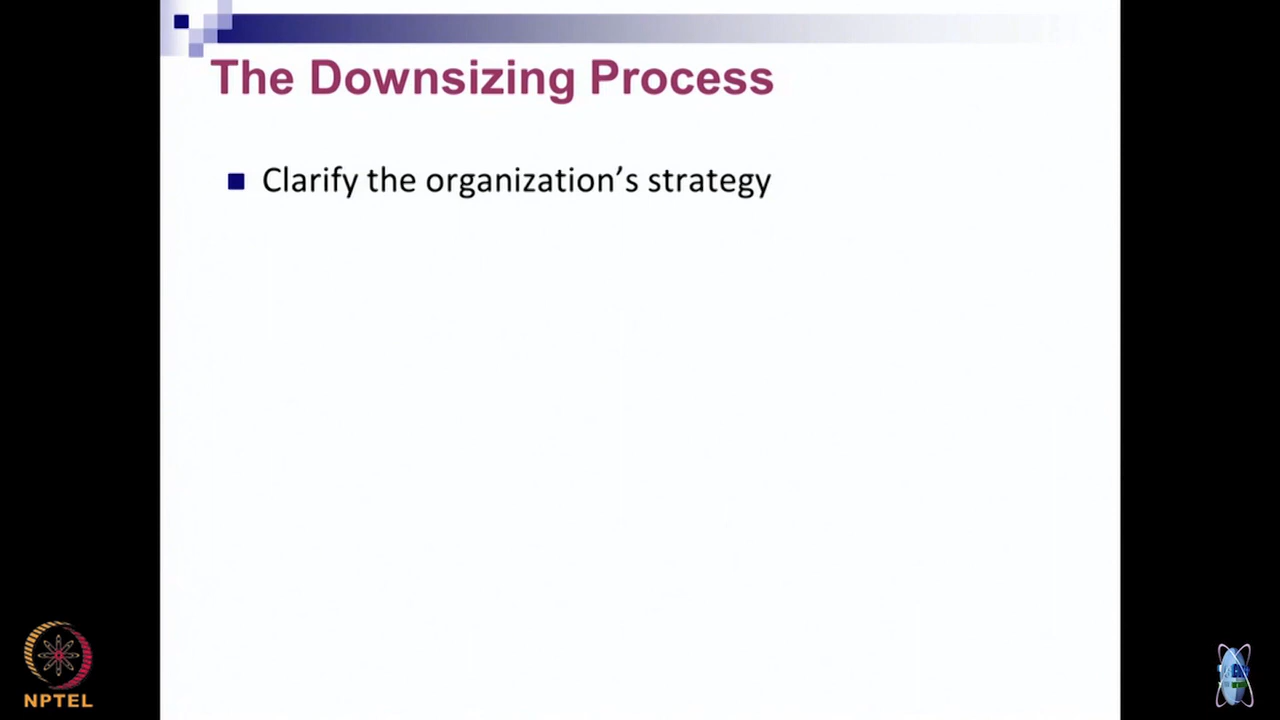 The Downsizing Process
Clarify the organization’s strategy
NPTEL